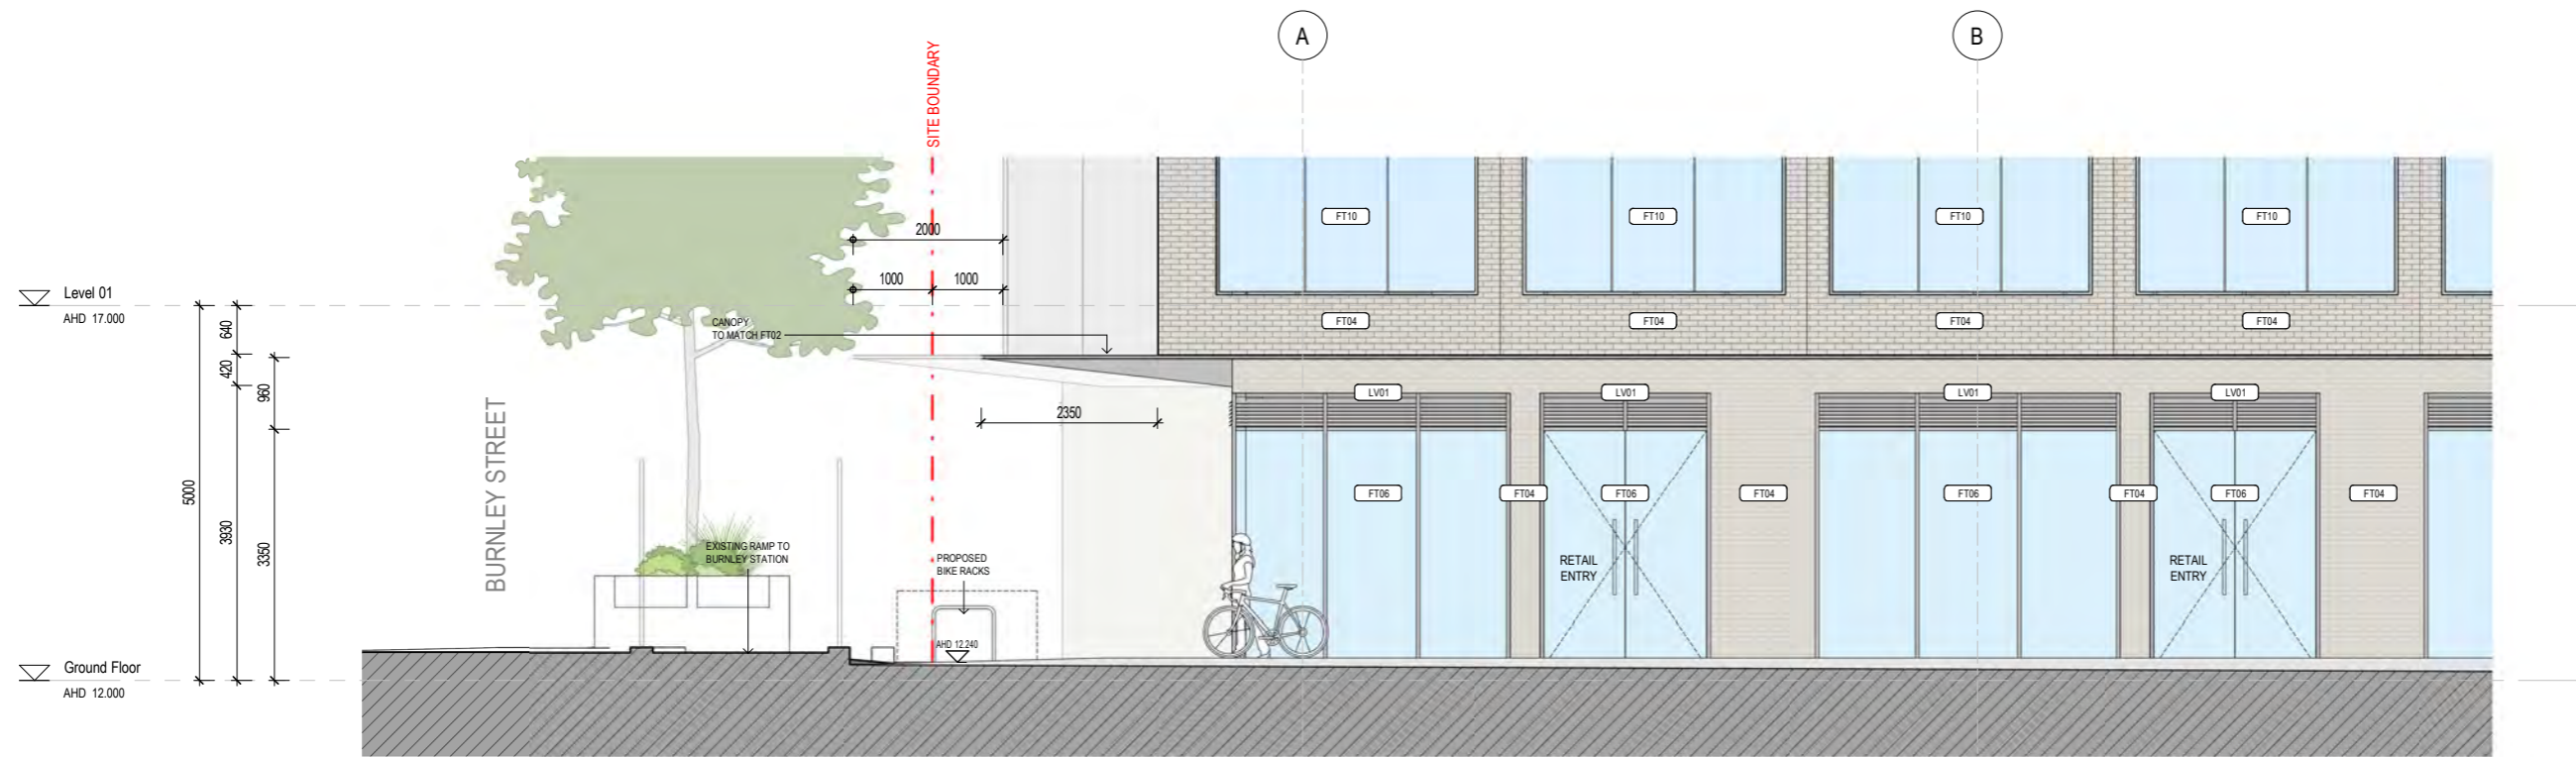 A
B
SITE BOUNDARY
2000
FT10
FT10
FT10
FT10
1000
1000
Level 01
AHD 17.000
CANOPY
TO MATCH FT02
FT04
FT04
FT04
FT04
640
420
960
5000
3930
3350
BURNLEY STREET
2350
LV01
LV01
LV01
LV01
FT06
FT04
FT06
FT04
FT06
FT04
FT06
FT04
EXISTING RAMP TO
BURNLEY STATION
PROPOSED
BIKE RACKS
RETAIL
ENTRY
RETAIL
ENTRY
AHD 12.240
Ground Floor
AHD 12.000